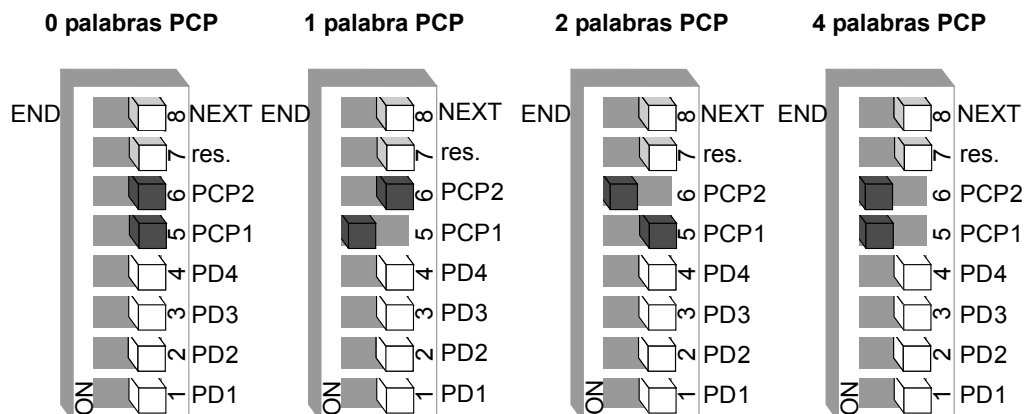 0 palabras PCP
1 palabra PCP
2 palabras PCP
4 palabras PCP
END 8 NEXT
7 res.
6 PCP2
5 PCP1
4 PD4
3 PD3
2 PD2
ON 1 PD1
END 8 NEXT
7 res.
6 PCP2
5 PCP1
4 PD4
3 PD3
2 PD2
ON 1 PD1
END 8 NEXT
7 res.
6 PCP2
5 PCP1
4 PD4
3 PD3
2 PD2
ON 1 PD1
END 8 NEXT
7 res.
6 PCP2
5 PCP1
4 PD4
3 PD3
2 PD2
ON 1 PD1